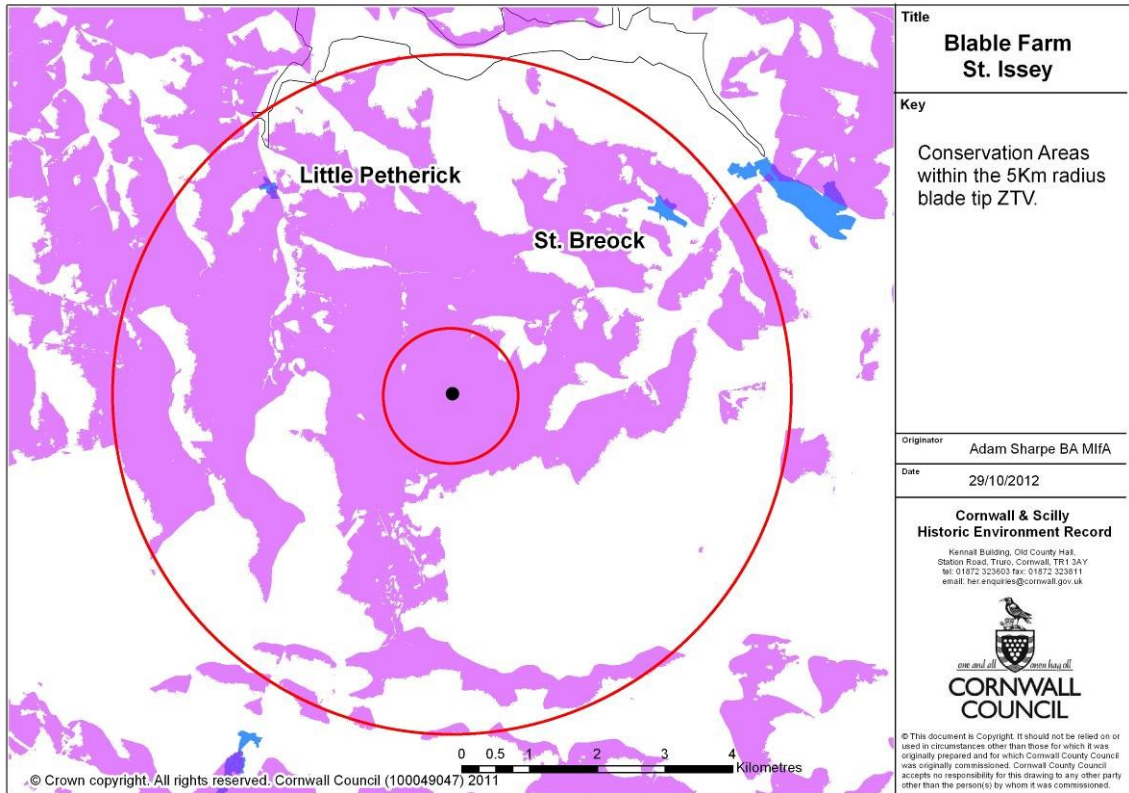 Little Petherick
St. Breock
0 0.5 1 2 3 4
Kilometres
© Crown copyright. All rights reserved. Cornwall Council (100049047) 2011
Title
Blable Farm
St. Issey
Key
Conservation Areas
within the 5Km radius
blade tip ZTV.
Originator
Adam Sharpe BA MIfA
Date
29/10/2012
Cornwall & Scilly
Historic Environment Record
Kennall Building, Old County Hall,
Station Road, Truro, Cornwall, TR1 3AY
tel: 01872 323603 fax: 01872 323811
email: her.enquiries@cornwall.gov.uk
one and all onen hag oll
CORNWALL
COUNCIL
© This document is Copyright. It should not be relied on or
used in circumstances other than those for which it was
originally prepared and for which Cornwall County Council
was originally commissioned. Cornwall County Council
accepts no responsibility for this drawing to any other party
other than the person(s) by whom it was commissioned.